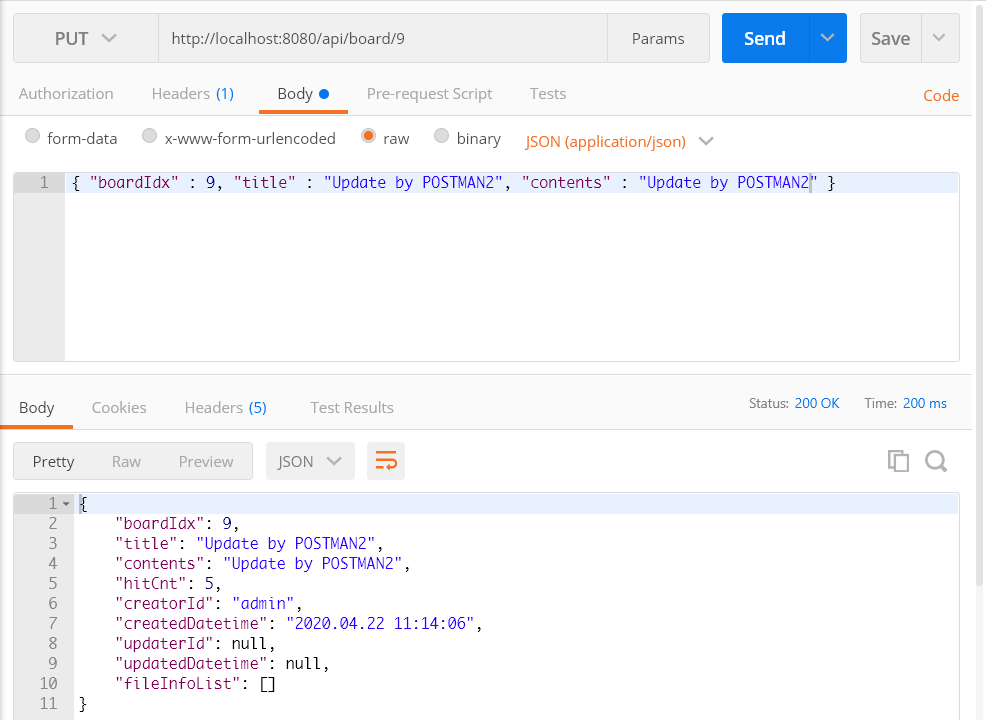 PUT http://localhost:8080/api/board/9 Params Send Save
Authorization Headers (1) Body Pre-request Script Tests Code
form-data x-www-form-urlencoded raw binary JSON (application/json)
1 { "boardIdx" : 9, "title" : "Update by POSTMAN2", "contents" : "Update by POSTMAN2" }
Body Cookies Headers (5) Test Results Status: 200 OK Time: 200 ms
Pretty Raw Preview JSON
1 {
2 "boardIdx": 9,
3 "title": "Update by POSTMAN2",
4 "contents": "Update by POSTMAN2",
5 "hitCnt": 5,
6 "creatorId": "admin",
7 "createdDatetime": "2020.04.22 11:14:06",
8 "updaterId": null,
9 "updatedDatetime": null,
10 "fileInfoList": []
11 }